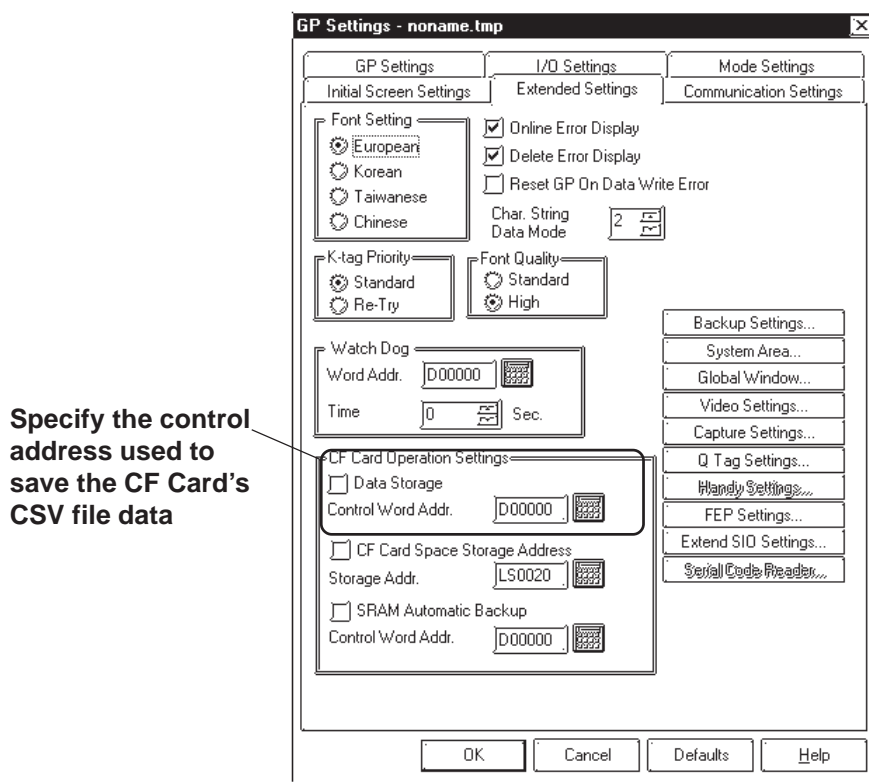 GP Settings - noname.tmp
GP Settings
I/O Settings
Mode Settings
Initial Screen Settings
Extended Settings
Communication Settings
Font Setting
European
Korean
Taiwanese
Chinese
Online Error Display
Delete Error Display
Reset GP On Data Write Error
Char. String
Data Mode
2
K-tag Priority
Standard
Re-Try
Font Quality
Standard
High
Watch Dog
Word Addr.
D00000
Time
0
Sec.
CF Card Operation Settings
Data Storage
Control Word Addr.
D00000
CF Card Space Storage Address
Storage Addr.
LS0020
SRAM Automatic Backup
Control Word Addr.
D00000
Backup Settings...
System Area...
Global Window...
Video Settings...
Capture Settings...
Q Tag Settings...
Handy Settings...
FEP Settings...
Extend SIO Settings...
Serial Code Reader...
Specify the control
address used to
save the CF Card's
CSV file data
OK
Cancel
Defaults
Help